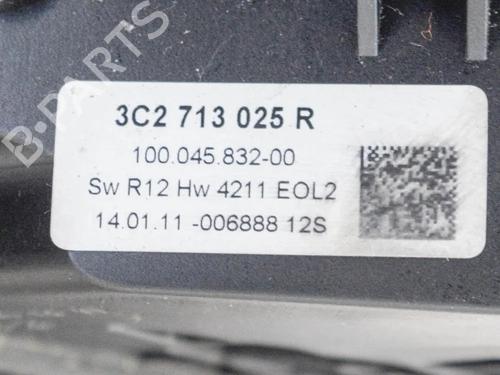 B-PARTS
3C2 713 025 R
100.045.832-00
Sw R12 Hw 4211 EOL2
14.01.11 -006888 12S